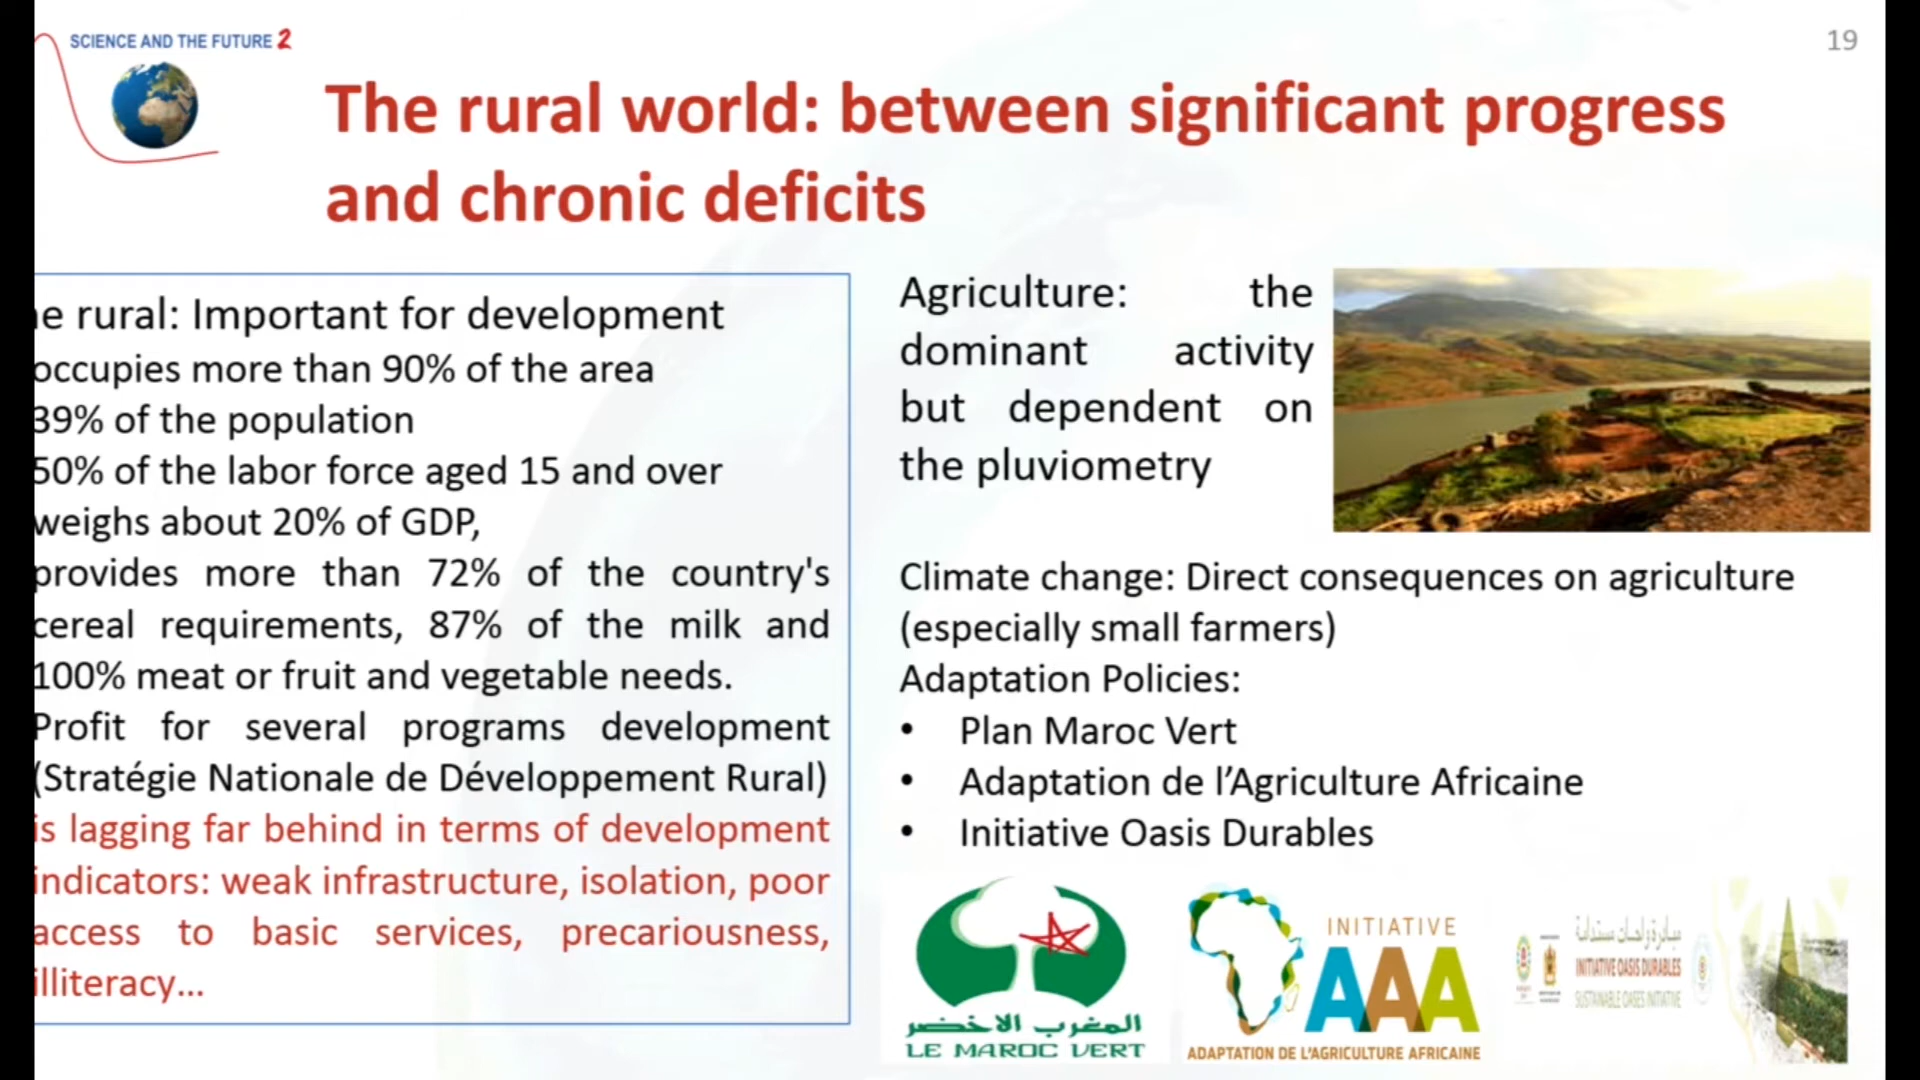 SCIENCE AND THE FUTURE 2
19
The rural world: between significant progress
and chronic deficits
e rural: Important for development
occupies more than 90% of the area
39% of the population
50% of the labor force aged 15 and over
weighs about 20% of GDP,
provides more than 72% of the country's
cereal requirements, 87% of the milk and
100% meat or fruit and vegetable needs.
Profit for several programs development
(Stratégie Nationale de Développement Rural)
is lagging far behind in terms of development
indicators: weak infrastructure, isolation, poor
access to basic services, precariousness,
illiteracy...
Agriculture: the
dominant activity
but dependent on
the pluviometry
Climate change: Direct consequences on agriculture
(especially small farmers)
Adaptation Policies:
• Plan Maroc Vert
• Adaptation de l'Agriculture Africaine
• Initiative Oasis Durables
المغرب الاخضر
LE MAROC VERT
INITIATIVE
AAA
ADAPTATION DE L'AGRICULTURE AFRICAINE
مبادرة واحات مستدامة
INITIATIVE OASIS DURABLES
SUSTAINABLE OASES INITIATIVE